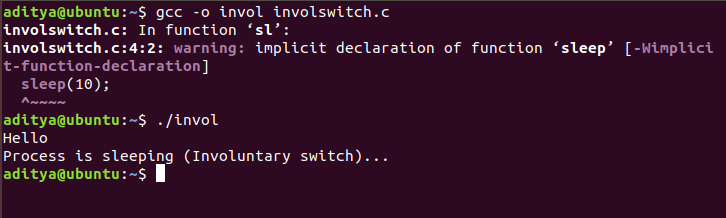 aditya@ubuntu:~$ gcc -o invol involswitch.c
involswitch.c: In function ‘sl’:
involswitch.c:4:2: warning: implicit declaration of function ‘sleep’ [-Wimplici
t-function-declaration]
  sleep(10);
  ^~~~~
aditya@ubuntu:~$ ./invol
Hello
Process is sleeping (Involuntary switch)...
aditya@ubuntu:~$